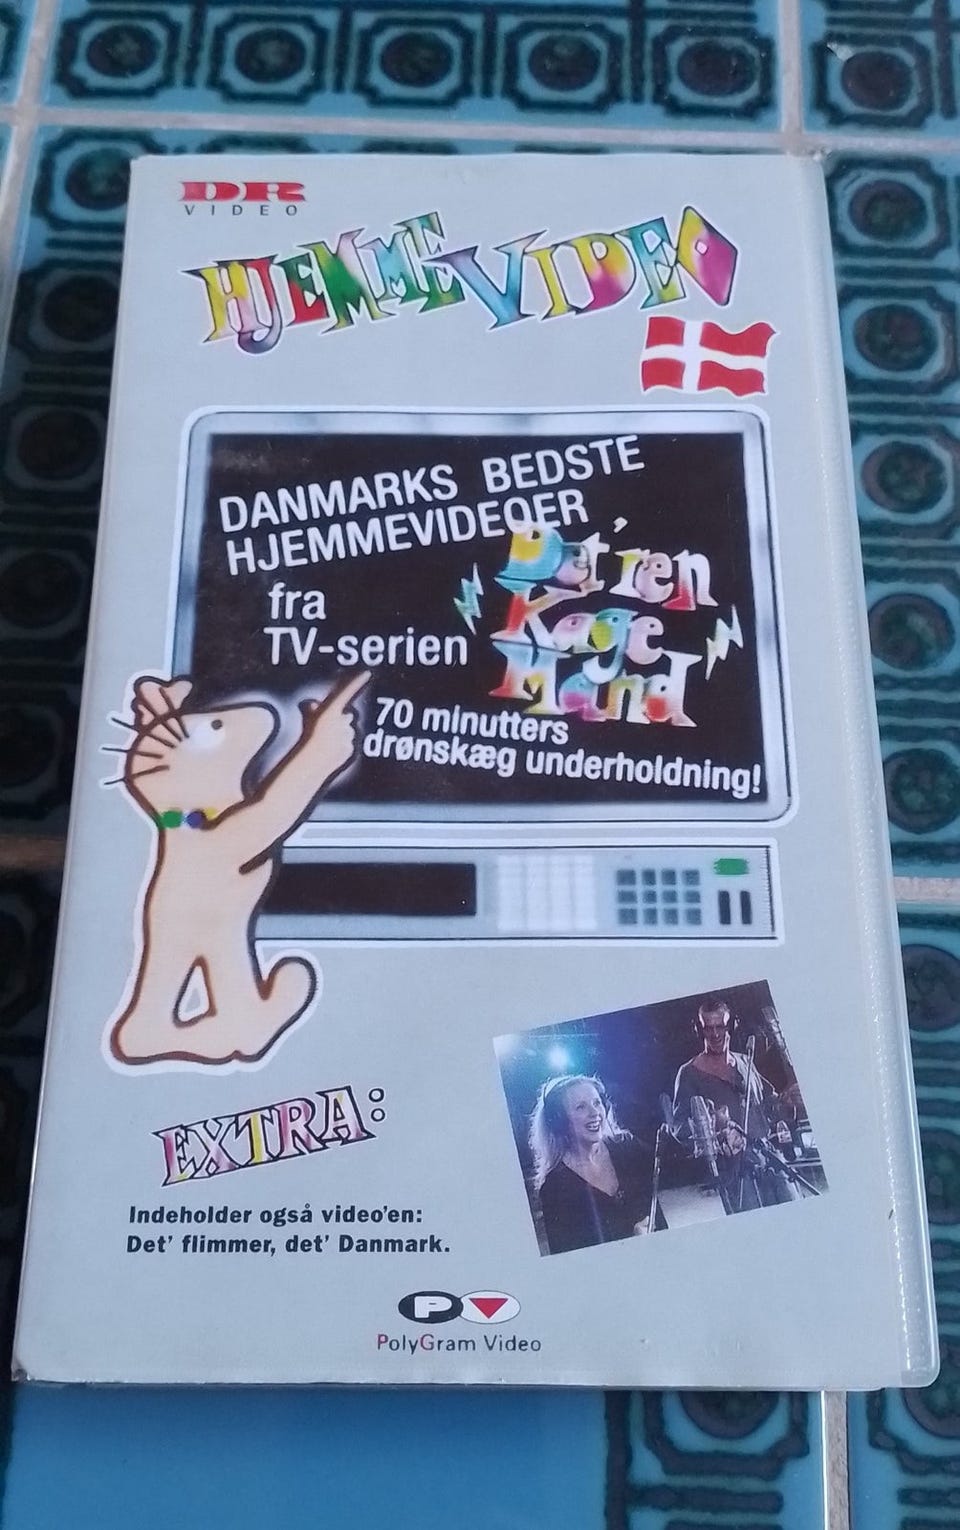 DR
VIDEO
HJEMMEVIDEO
DANMARKS BEDSTE
HJEMMEVIDEOER
fra
TV-serien
Det' ren
Kage
Mand
70 minutters
drønskæg underholdning!
EXTRA:
Indeholder også video'en:
Det' flimmer, det' Danmark.
P
PolyGram Video